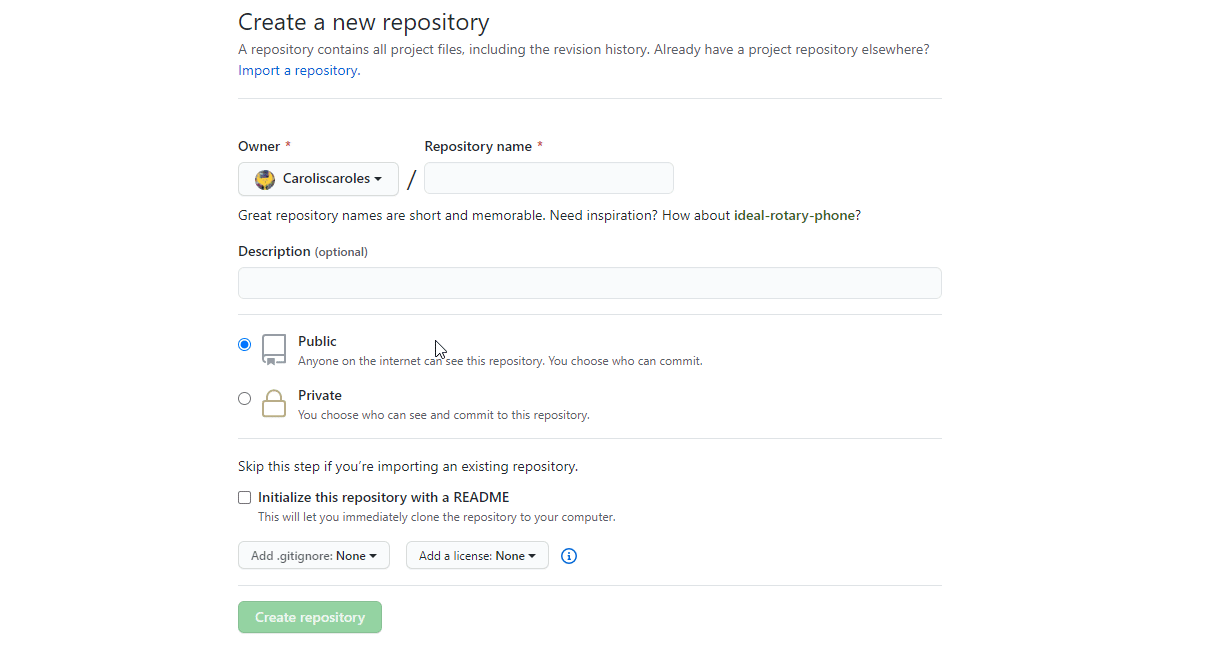 Create a new repository
A repository contains all project files, including the revision history. Already have a project repository elsewhere?
Import a repository.
Owner * Repository name *
Caroliscaroles /
Great repository names are short and memorable. Need inspiration? How about ideal-rotary-phone?
Description (optional)
Public
Anyone on the internet can see this repository. You choose who can commit.
Private
You choose who can see and commit to this repository.
Skip this step if you’re importing an existing repository.
Initialize this repository with a README
This will let you immediately clone the repository to your computer.
Add .gitignore: None Add a license: None
Create repository